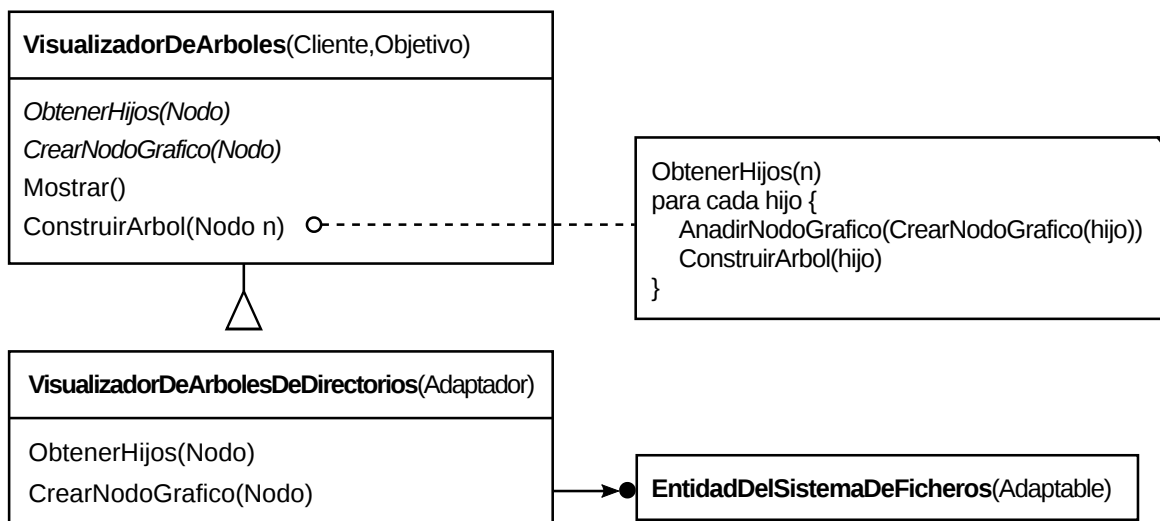 VisualizadorDeArboles(Cliente,Objetivo)
ObtenerHijos(Nodo)
CrearNodoGrafico(Nodo)
Mostrar()
ConstruirArbol(Nodo n)
ObtenerHijos(n)
para cada hijo {
AnadirNodoGrafico(CrearNodoGrafico(hijo))
ConstruirArbol(hijo)
}
VisualizadorDeArbolesDeDirectorios(Adaptador)
ObtenerHijos(Nodo)
CrearNodoGrafico(Nodo)
EntidadDelSistemaDeFicheros(Adaptable)